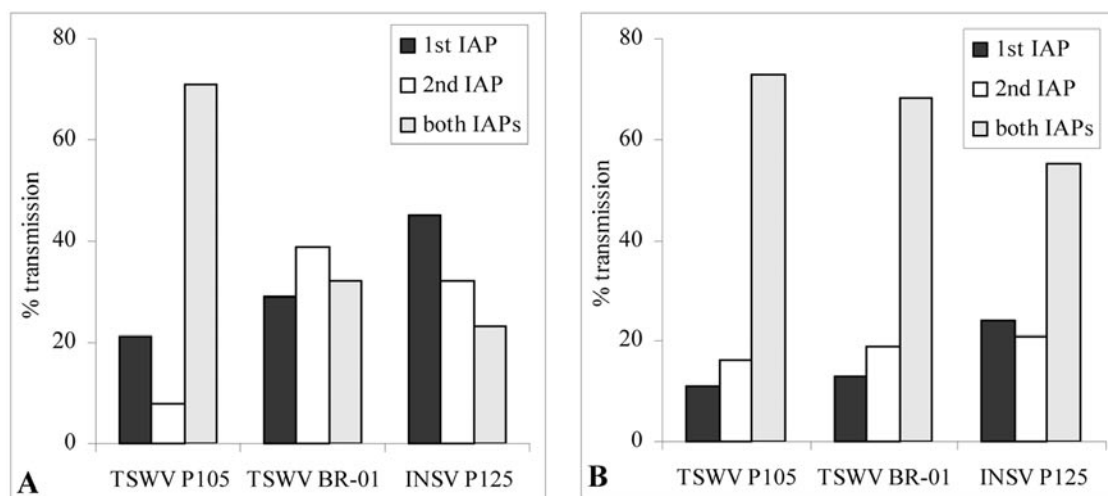 80
60
40
20
0
% transmission
1st IAP
2nd IAP
both IAPs
TSWV P105 TSWV BR-01 INSV P125
A
80
60
40
20
0
% transmission
1st IAP
2nd IAP
both IAPs
TSWV P105 TSWV BR-01 INSV P125
B